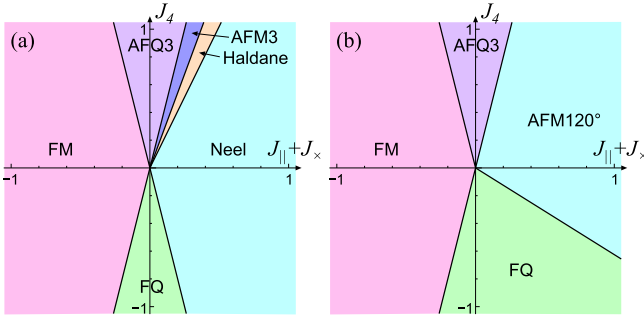 (a)
J₄
1
AFQ3
AFM3
Haldane
FM
Neel
J||+J×
−1
1
FQ
−1
(b)
J₄
1
AFQ3
AFM120°
FM
J||+J×
−1
1
FQ
−1